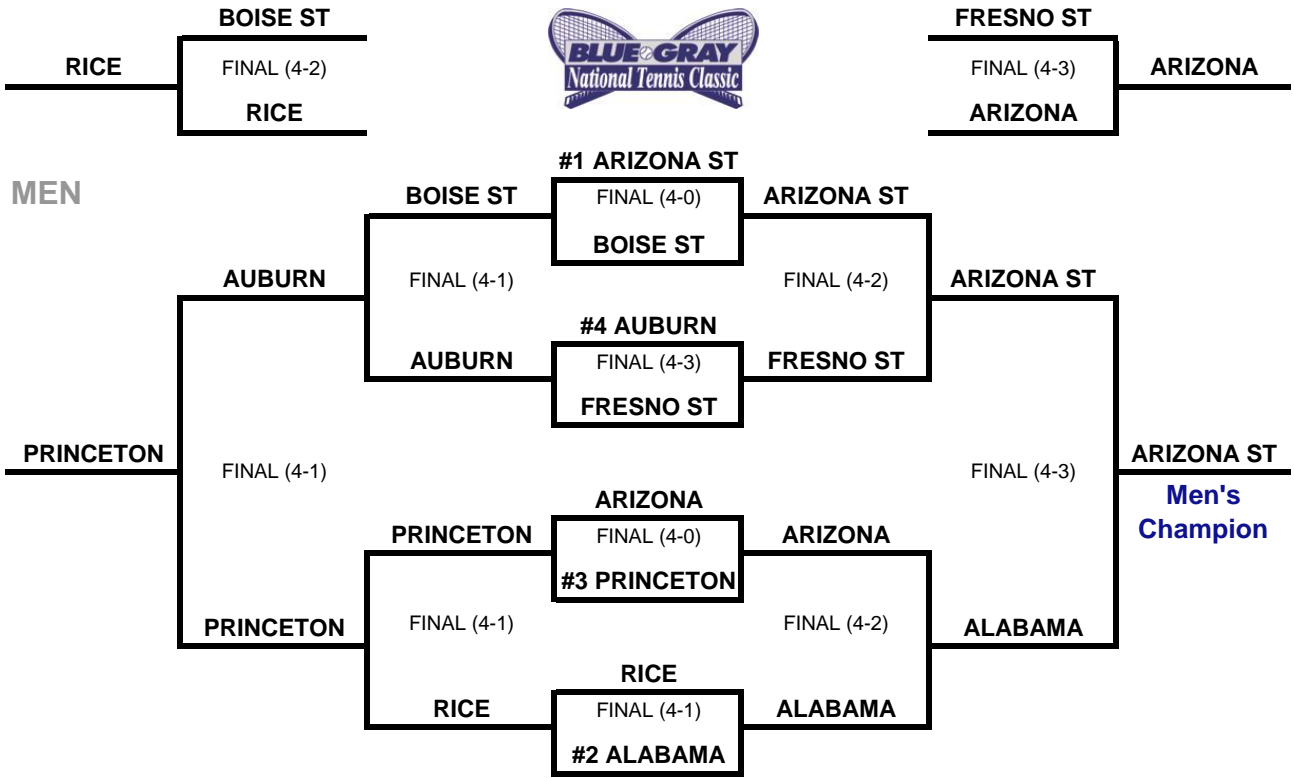 BOISE ST
FRESNO ST
BLUE GRAY
RICE
FINAL (4-2)
National Tennis Classic
FINAL (4-3)
ARIZONA
RICE
ARIZONA
#1 ARIZONA ST
MEN
BOISE ST
FINAL (4-0)
ARIZONA ST
BOISE ST
AUBURN
FINAL (4-1)
FINAL (4-2)
ARIZONA ST
#4 AUBURN
AUBURN
FINAL (4-3)
FRESNO ST
FRESNO ST
PRINCETON
FINAL (4-1)
FINAL (4-3)
ARIZONA ST
Men's
Champion
ARIZONA
PRINCETON
FINAL (4-0)
ARIZONA
#3 PRINCETON
PRINCETON
FINAL (4-1)
FINAL (4-2)
ALABAMA
RICE
RICE
FINAL (4-1)
ALABAMA
#2 ALABAMA